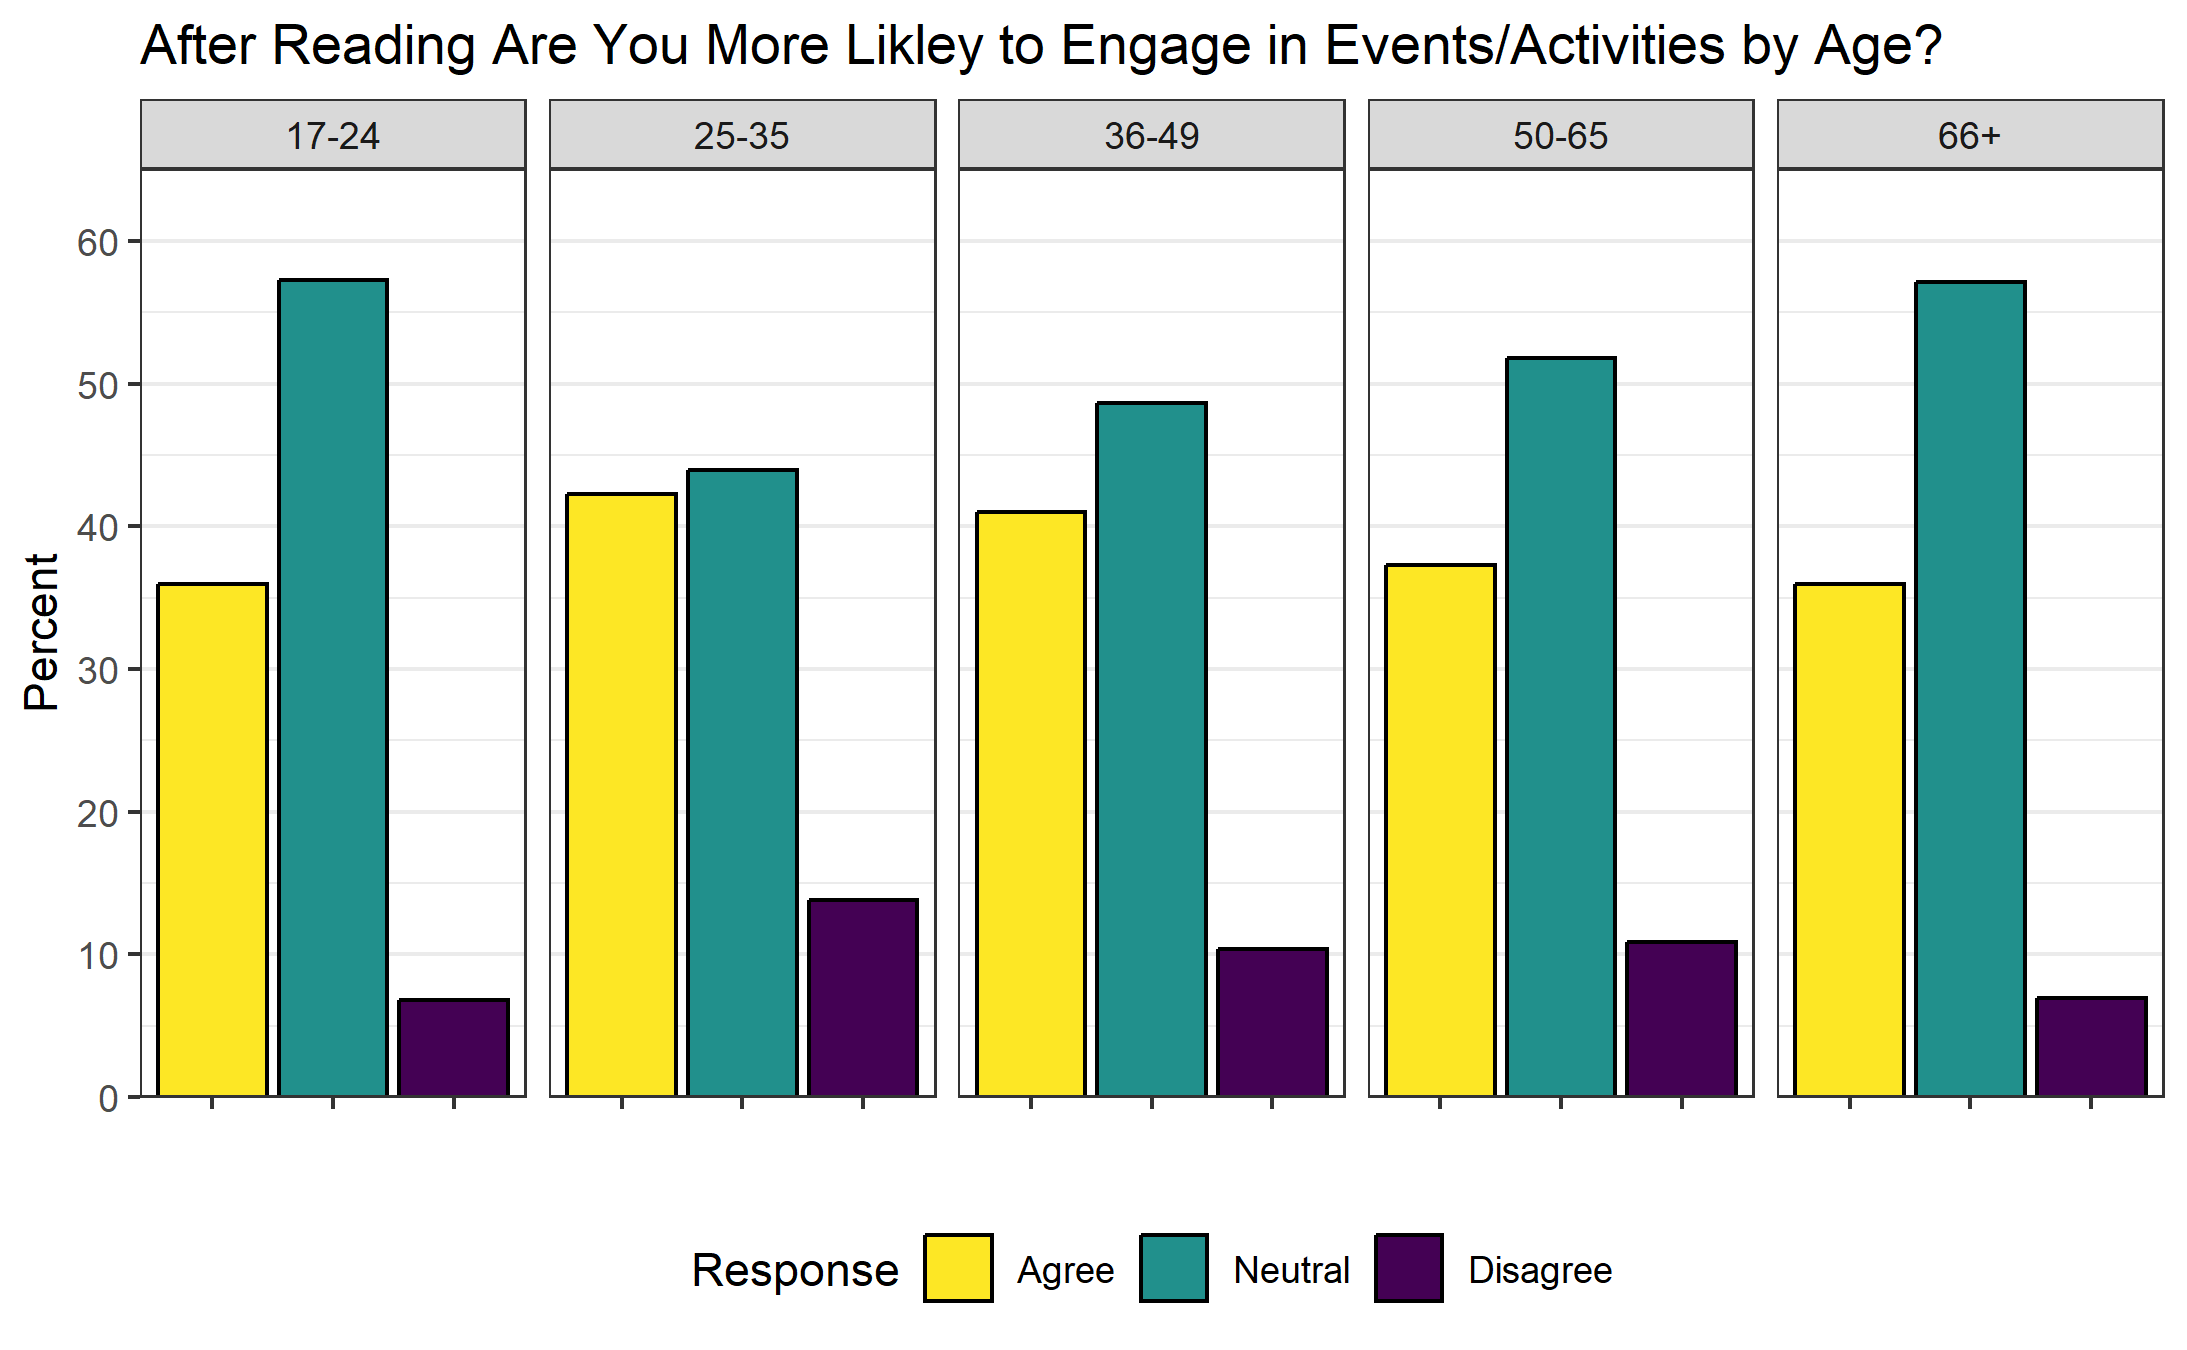 After Reading Are You More Likley to Engage in Events/Activities by Age?
17-24 25-35 36-49 50-65 66+
60
50
40
30
20
10
0
Percent
Response Agree Neutral Disagree